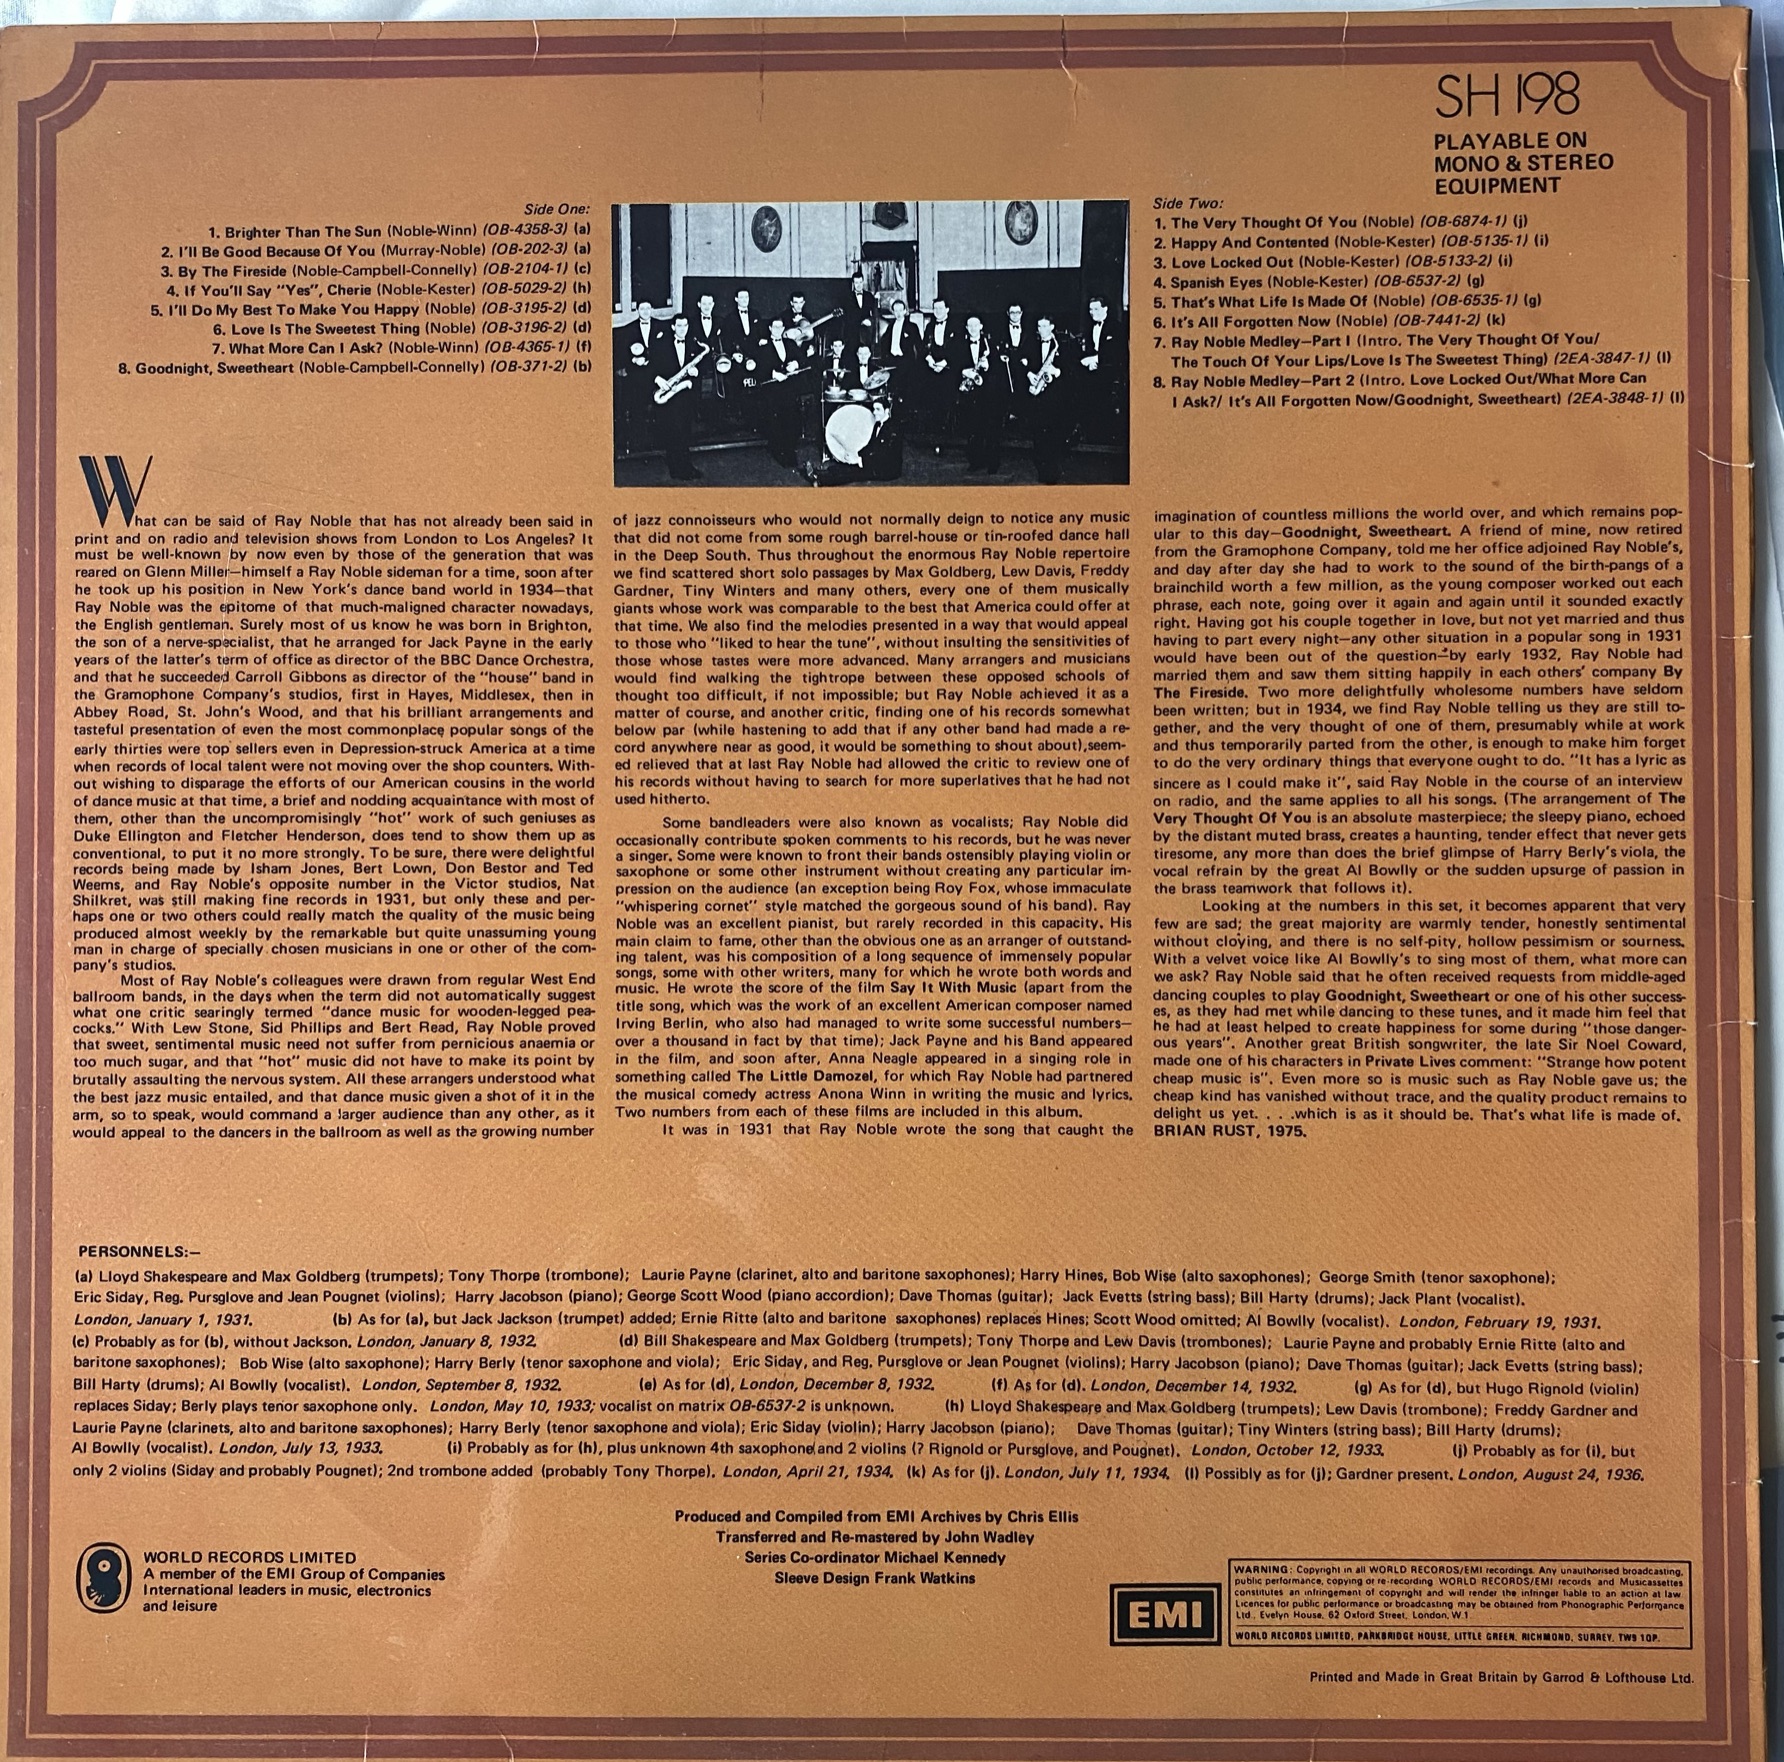 SH 198
PLAYABLE ON
MONO & STEREO
EQUIPMENT
Side One:
1. Brighter Than The Sun (Noble-Winn) (OB-4358-3) (a)
2. I'll Be Good Because Of You (Murray-Noble) (OB-202-3) (a)
3. By The Fireside (Noble-Campbell-Connelly) (OB-2104-1) (c)
4. If You'll Say "Yes", Cherie (Noble-Kester) (OB-5029-2) (h)
5. I'll Do My Best To Make You Happy (Noble) (OB-3195-2) (d)
6. Love Is The Sweetest Thing (Noble) (OB-3196-2) (d)
7. What More Can I Ask? (Noble-Winn) (OB-4365-1) (f)
8. Goodnight, Sweetheart (Noble-Campbell-Connelly) (OB-371-2) (b)
Side Two:
1. The Very Thought Of You (Noble) (OB-6874-1) (j)
2. Happy And Contented (Noble-Kester) (OB-5135-1) (i)
3. Love Locked Out (Noble-Kester) (OB-5133-2) (i)
4. Spanish Eyes (Noble-Kester) (OB-6537-2) (g)
5. That's What Life Is Made Of (Noble) (OB-6535-1) (g)
6. It's All Forgotten Now (Noble) (OB-7441-2) (k)
7. Ray Noble Medley—Part I (Intro. The Very Thought Of You/
The Touch Of Your Lips/Love Is The Sweetest Thing) (2EA-3847-1) (l)
8. Ray Noble Medley—Part 2 (Intro. Love Locked Out/What More Can
I Ask?/ It's All Forgotten Now/Goodnight, Sweetheart) (2EA-3848-1) (l)
What can be said of Ray Noble that has not already been said in
print and on radio and television shows from London to Los Angeles? It
must be well-known by now even by those of the generation that was
reared on Glenn Miller—himself a Ray Noble sideman for a time, soon after
he took up his position in New York's dance band world in 1934—that
Ray Noble was the epitome of that much-maligned character nowadays,
the English gentleman. Surely most of us know he was born in Brighton,
the son of a nerve-specialist, that he arranged for Jack Payne in the early
years of the latter's term of office as director of the BBC Dance Orchestra,
and that he succeeded Carroll Gibbons as director of the "house" band in
the Gramophone Company's studios, first in Hayes, Middlesex, then in
Abbey Road, St. John's Wood, and that his brilliant arrangements and
tasteful presentation of even the most commonplace popular songs of the
early thirties were top sellers even in Depression-struck America at a time
when records of local talent were not moving over the shop counters. With-
out wishing to disparage the efforts of our American cousins in the world
of dance music at that time, a brief and nodding acquaintance with most of
them, other than the uncompromisingly "hot" work of such geniuses as
Duke Ellington and Fletcher Henderson, does tend to show them up as
conventional, to put it no more strongly. To be sure, there were delightful
records being made by Isham Jones, Bert Lown, Don Bestor and Ted
Weems, and Ray Noble's opposite number in the Victor studios, Nat
Shilkret, was still making fine records in 1931, but only these and per-
haps one or two others could really match the quality of the music being
produced almost weekly by the remarkable but quite unassuming young
man in charge of specially chosen musicians in one or other of the com-
pany's studios.
Most of Ray Noble's colleagues were drawn from regular West End
ballroom bands, in the days when the term did not automatically suggest
what one critic searingly termed "dance music for wooden-legged pea-
cocks." With Lew Stone, Sid Phillips and Bert Read, Ray Noble proved
that sweet, sentimental music need not suffer from pernicious anaemia or
too much sugar, and that "hot" music did not have to make its point by
brutally assaulting the nervous system. All these arrangers understood what
the best jazz music entailed, and that dance music given a shot of it in the
arm, so to speak, would command a larger audience than any other, as it
would appeal to the dancers in the ballroom as well as the growing number
of jazz connoisseurs who would not normally deign to notice any music
that did not come from some rough barrel-house or tin-roofed dance hall
in the Deep South. Thus throughout the enormous Ray Noble repertoire
we find scattered short solo passages by Max Goldberg, Lew Davis, Freddy
Gardner, Tiny Winters and many others, every one of them musically
giants whose work was comparable to the best that America could offer at
that time. We also find the melodies presented in a way that would appeal
to those who "liked to hear the tune", without insulting the sensitivities of
those whose tastes were more advanced. Many arrangers and musicians
would find walking the tightrope between these opposed schools of
thought too difficult, if not impossible; but Ray Noble achieved it as a
matter of course, and another critic, finding one of his records somewhat
below par (while hastening to add that if any other band had made a re-
cord anywhere near as good, it would be something to shout about),seem-
ed relieved that at last Ray Noble had allowed the critic to review one of
his records without having to search for more superlatives that he had not
used hitherto.
Some bandleaders were also known as vocalists; Ray Noble did
occasionally contribute spoken comments to his records, but he was never
a singer. Some were known to front their bands ostensibly playing violin or
saxophone or some other instrument without creating any particular im-
pression on the audience (an exception being Roy Fox, whose immaculate
"whispering cornet" style matched the gorgeous sound of his band). Ray
Noble was an excellent pianist, but rarely recorded in this capacity. His
main claim to fame, other than the obvious one as an arranger of outstand-
ing talent, was his composition of a long sequence of immensely popular
songs, some with other writers, many for which he wrote both words and
music. He wrote the score of the film Say It With Music (apart from the
title song, which was the work of an excellent American composer named
Irving Berlin, who also had managed to write some successful numbers—
over a thousand in fact by that time); Jack Payne and his Band appeared
in the film, and soon after, Anna Neagle appeared in a singing role in
something called The Little Damozel, for which Ray Noble had partnered
the musical comedy actress Anona Winn in writing the music and lyrics.
Two numbers from each of these films are included in this album.
It was in 1931 that Ray Noble wrote the song that caught the
imagination of countless millions the world over, and which remains pop-
ular to this day—Goodnight, Sweetheart. A friend of mine, now retired
from the Gramophone Company, told me her office adjoined Ray Noble's,
and day after day she had to work to the sound of the birth-pangs of a
brainchild worth a few million, as the young composer worked out each
phrase, each note, going over it again and again until it sounded exactly
right. Having got his couple together in love, but not yet married and thus
having to part every night—any other situation in a popular song in 1931
would have been out of the question—by early 1932, Ray Noble had
married them and saw them sitting happily in each others' company By
The Fireside. Two more delightfully wholesome numbers have seldom
been written; but in 1934, we find Ray Noble telling us they are still to-
gether, and the very thought of one of them, presumably while at work
and thus temporarily parted from the other, is enough to make him forget
to do the very ordinary things that everyone ought to do. "It has a lyric as
sincere as I could make it", said Ray Noble in the course of an interview
on radio, and the same applies to all his songs. (The arrangement of The
Very Thought Of You is an absolute masterpiece; the sleepy piano, echoed
by the distant muted brass, creates a haunting, tender effect that never gets
tiresome, any more than does the brief glimpse of Harry Berly's viola, the
vocal refrain by the great Al Bowlly or the sudden upsurge of passion in
the brass teamwork that follows it).
Looking at the numbers in this set, it becomes apparent that very
few are sad; the great majority are warmly tender, honestly sentimental
without cloying, and there is no self-pity, hollow pessimism or sourness.
With a velvet voice like Al Bowlly's to sing most of them, what more can
we ask? Ray Noble said that he often received requests from middle-aged
dancing couples to play Goodnight, Sweetheart or one of his other success-
es, as they had met while dancing to these tunes, and it made him feel that
he had at least helped to create happiness for some during "those danger-
ous years". Another great British songwriter, the late Sir Noel Coward,
made one of his characters in Private Lives comment: "Strange how potent
cheap music is". Even more so is music such as Ray Noble gave us; the
cheap kind has vanished without trace, and the quality product remains to
delight us yet. . . .which is as it should be. That's what life is made of.
BRIAN RUST, 1975.
PERSONNELS:—
(a) Lloyd Shakespeare and Max Goldberg (trumpets); Tony Thorpe (trombone); Laurie Payne (clarinet, alto and baritone saxophones); Harry Hines, Bob Wise (alto saxophones); George Smith (tenor saxophone);
Eric Siday, Reg. Pursglove and Jean Pougnet (violins); Harry Jacobson (piano); George Scott Wood (piano accordion); Dave Thomas (guitar); Jack Evetts (string bass); Bill Harty (drums); Jack Plant (vocalist).
London, January 1, 1931. (b) As for (a), but Jack Jackson (trumpet) added; Ernie Ritte (alto and baritone saxophones) replaces Hines; Scott Wood omitted; Al Bowlly (vocalist). London, February 19, 1931.
(c) Probably as for (b), without Jackson. London, January 8, 1932. (d) Bill Shakespeare and Max Goldberg (trumpets); Tony Thorpe and Lew Davis (trombones); Laurie Payne and probably Ernie Ritte (alto and
baritone saxophones); Bob Wise (alto saxophone); Harry Berly (tenor saxophone and viola); Eric Siday, and Reg. Pursglove or Jean Pougnet (violins); Harry Jacobson (piano); Dave Thomas (guitar); Jack Evetts (string bass);
Bill Harty (drums); Al Bowlly (vocalist). London, September 8, 1932. (e) As for (d), London, December 8, 1932. (f) As for (d). London, December 14, 1932. (g) As for (d), but Hugo Rignold (violin)
replaces Siday; Berly plays tenor saxophone only. London, May 10, 1933; vocalist on matrix OB-6537-2 is unknown. (h) Lloyd Shakespeare and Max Goldberg (trumpets); Lew Davis (trombone); Freddy Gardner and
Laurie Payne (clarinets, alto and baritone saxophones); Harry Berly (tenor saxophone and viola); Eric Siday (violin); Harry Jacobson (piano); Dave Thomas (guitar); Tiny Winters (string bass); Bill Harty (drums);
Al Bowlly (vocalist). London, July 13, 1933. (i) Probably as for (h), plus unknown 4th saxophone and 2 violins (? Rignold or Pursglove, and Pougnet). London, October 12, 1933. (j) Probably as for (i), but
only 2 violins (Siday and probably Pougnet); 2nd trombone added (probably Tony Thorpe). London, April 21, 1934. (k) As for (j). London, July 11, 1934. (l) Possibly as for (j); Gardner present. London, August 24, 1936.
Produced and Compiled from EMI Archives by Chris Ellis
Transferred and Re-mastered by John Wadley
Series Co-ordinator Michael Kennedy
Sleeve Design Frank Watkins
WORLD RECORDS LIMITED
A member of the EMI Group of Companies
International leaders in music, electronics
and leisure
EMI
WARNING: Copyright in all WORLD RECORDS/EMI recordings. Any unauthorised broadcasting,
public performance, copying or re-recording WORLD RECORDS/EMI records and Musicassettes
constitutes an infringement of copyright and will render the infringer liable to an action at law.
Licences for public performance or broadcasting may be obtained from Phonographic Performance
Ltd., Evelyn House, 62 Oxford Street, London, W.1.
WORLD RECORDS LIMITED, PARKBRIDGE HOUSE, LITTLE GREEN, RICHMOND, SURREY, TW9 1QP.
Printed and Made in Great Britain by Garrod & Lofthouse Ltd.